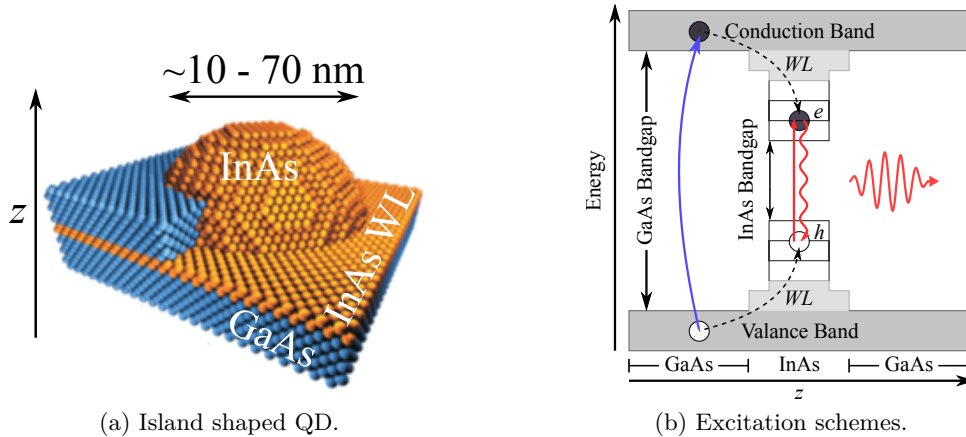 ~10 - 70 nm
z
InAs
InAs WL
GaAs
(a) Island shaped QD.
Energy
Conduction Band
WL
e
GaAs Bandgap
InAs Bandgap
h
WL
Valance Band
GaAs InAs GaAs
z
(b) Excitation schemes.